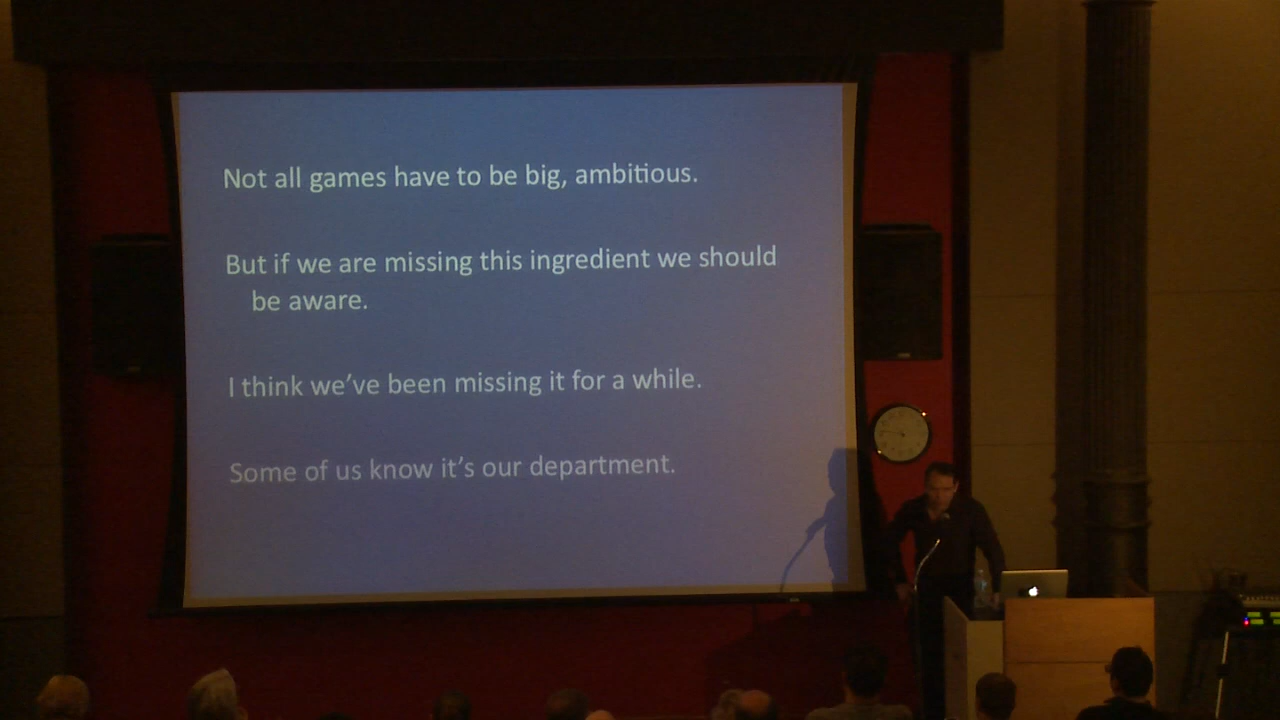 Not all games have to be big, ambitious.
But if we are missing this ingredient we should
be aware.
I think we've been missing it for a while.
Some of us know it's our department.